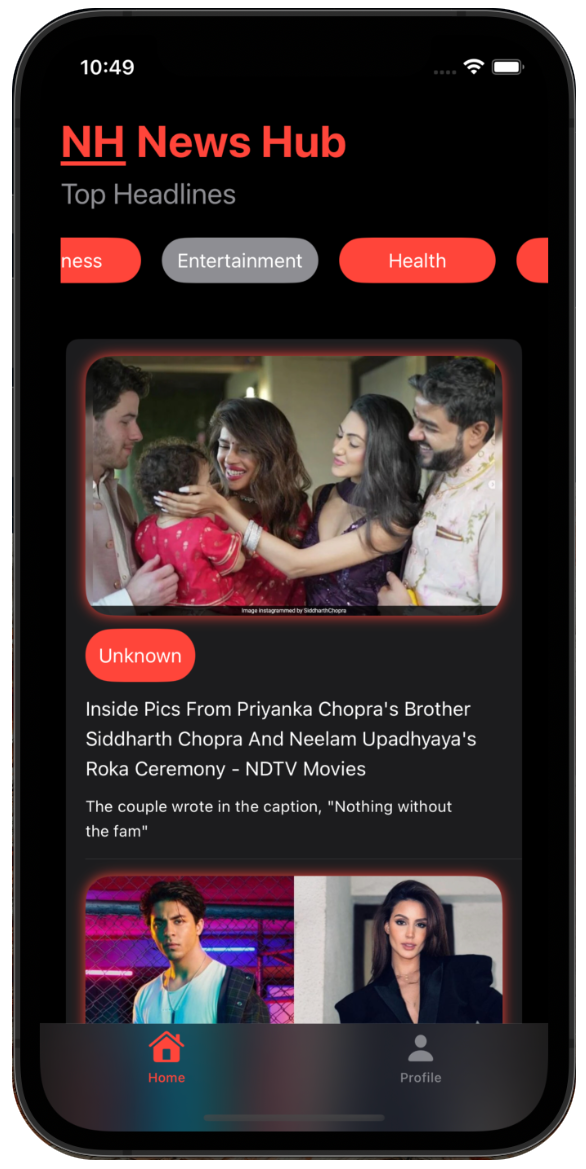 10:49
NH News Hub
Top Headlines
ness Entertainment Health
Image Instagrammed by SiddharthChopra
Unknown
Inside Pics From Priyanka Chopra's Brother
Siddharth Chopra And Neelam Upadhyaya's
Roka Ceremony - NDTV Movies
The couple wrote in the caption, "Nothing without
the fam"
Home Profile